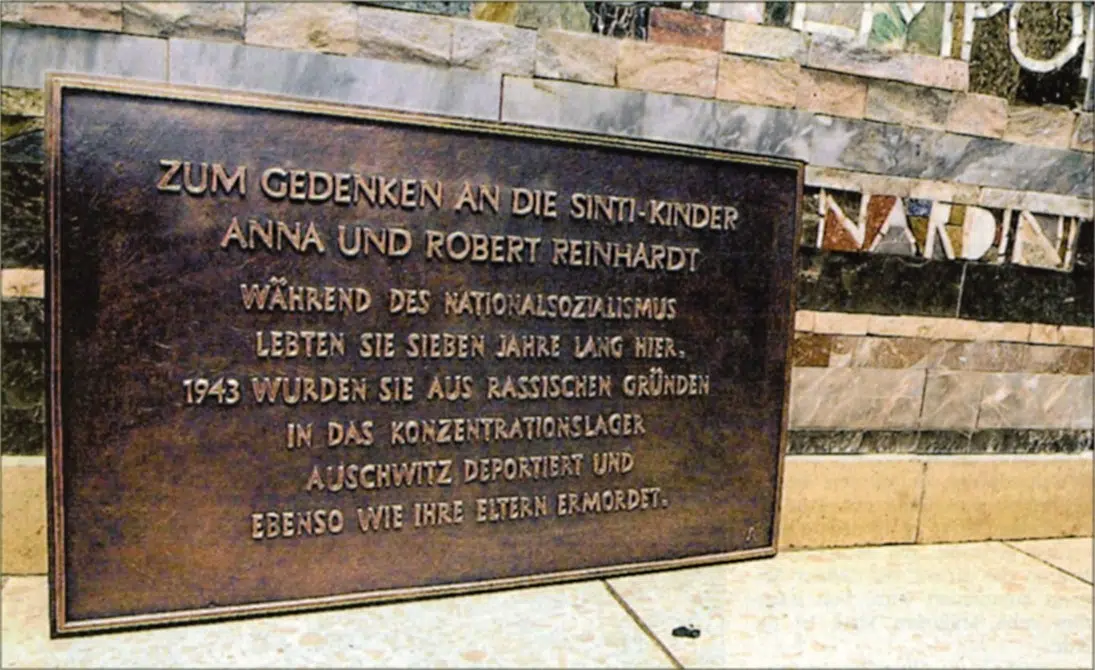 ZUM GEDENKEN AN DIE SINTI-KINDER
ANNA UND ROBERT REINHARDT
WÄHREND DES NATIONALSOZIALISMUS
LEBTEN SIE SIEBEN JAHRE LANG HIER.
1943 WURDEN SIE AUS RASSISCHEN GRÜNDEN
IN DAS KONZENTRATIONSLAGER
AUSCHWITZ DEPORTIERT UND
EBENSO WIE IHRE ELTERN ERMORDET.
NARDINI